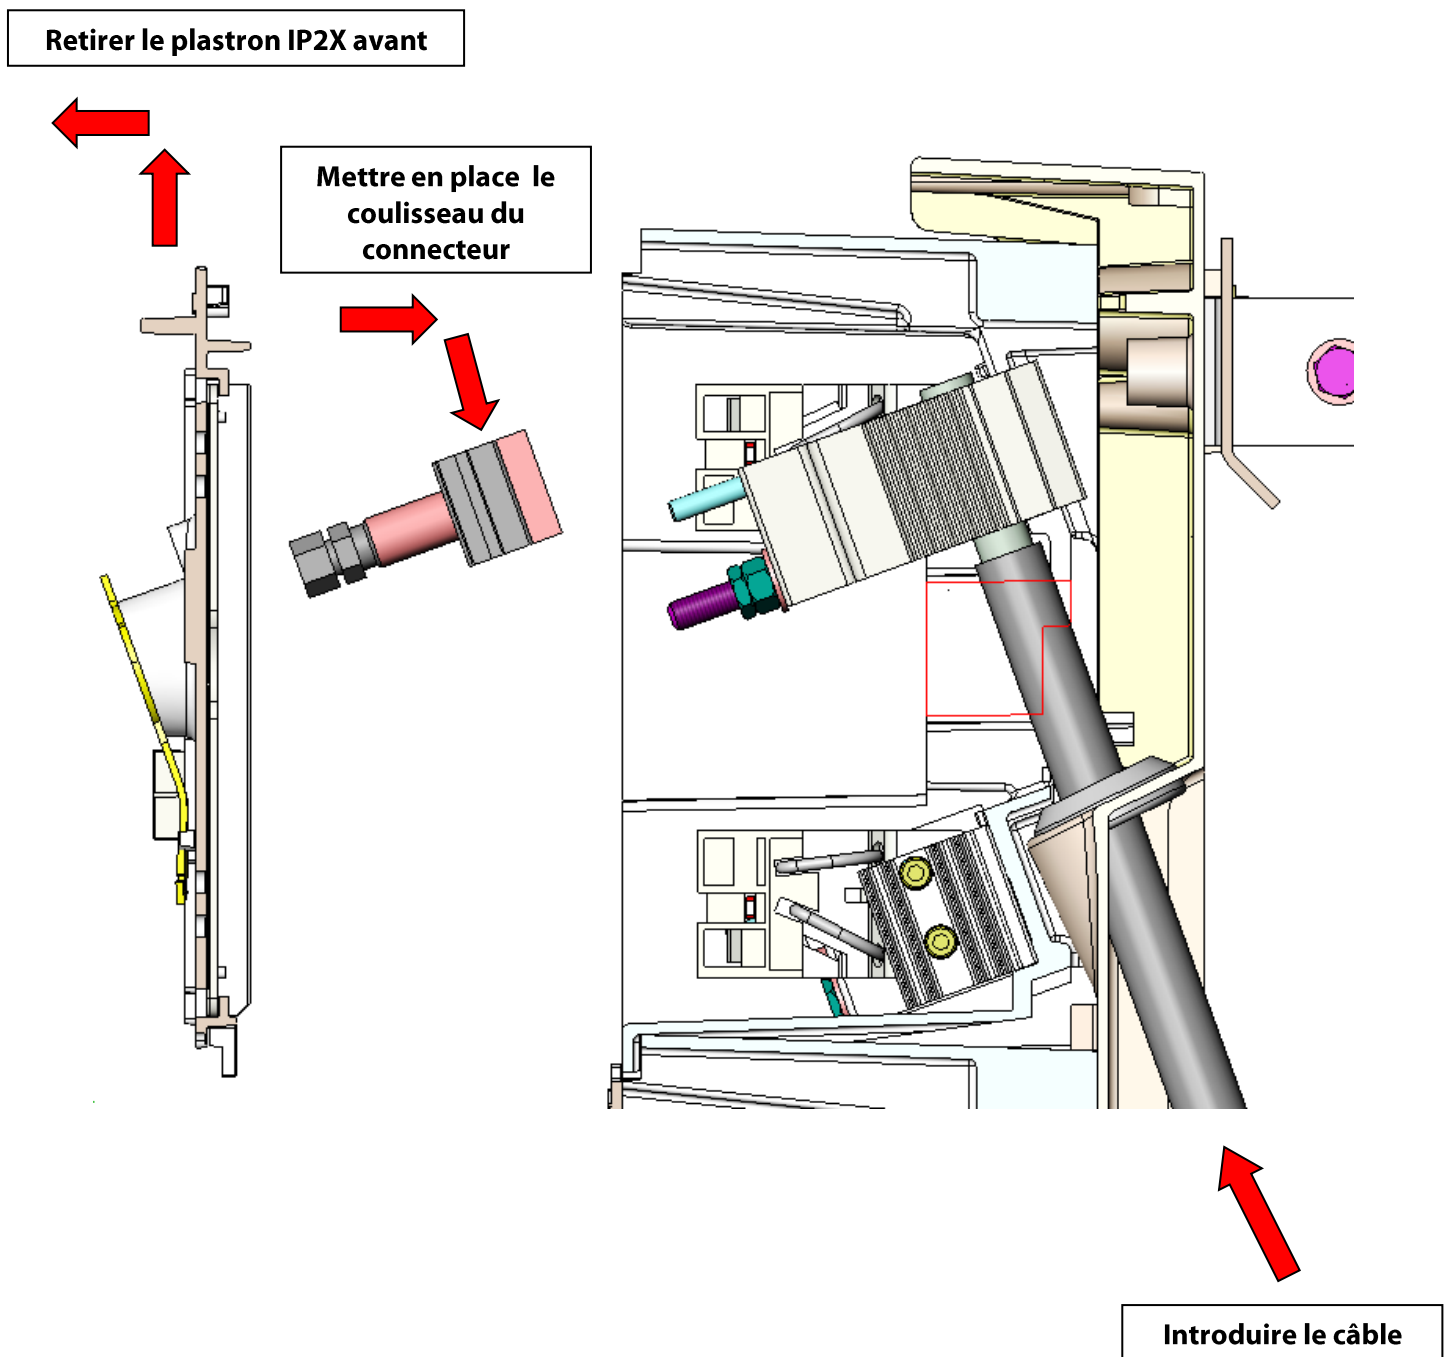 Retirer le plastron IP2X avant
Mettre en place le
coulisseau du
connecteur
Introduire le câble